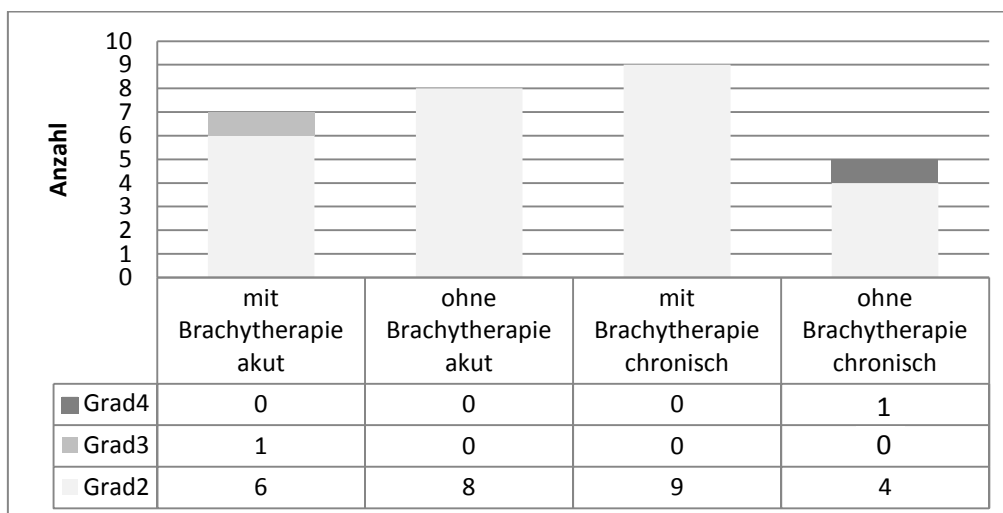 Anzahl
10
9
8
7
6
5
4
3
2
1
0
mit Brachytherapie akut
ohne Brachytherapie akut
mit Brachytherapie chronisch
ohne Brachytherapie chronisch
Grad4 0 0 0 1
Grad3 1 0 0 0
Grad2 6 8 9 4